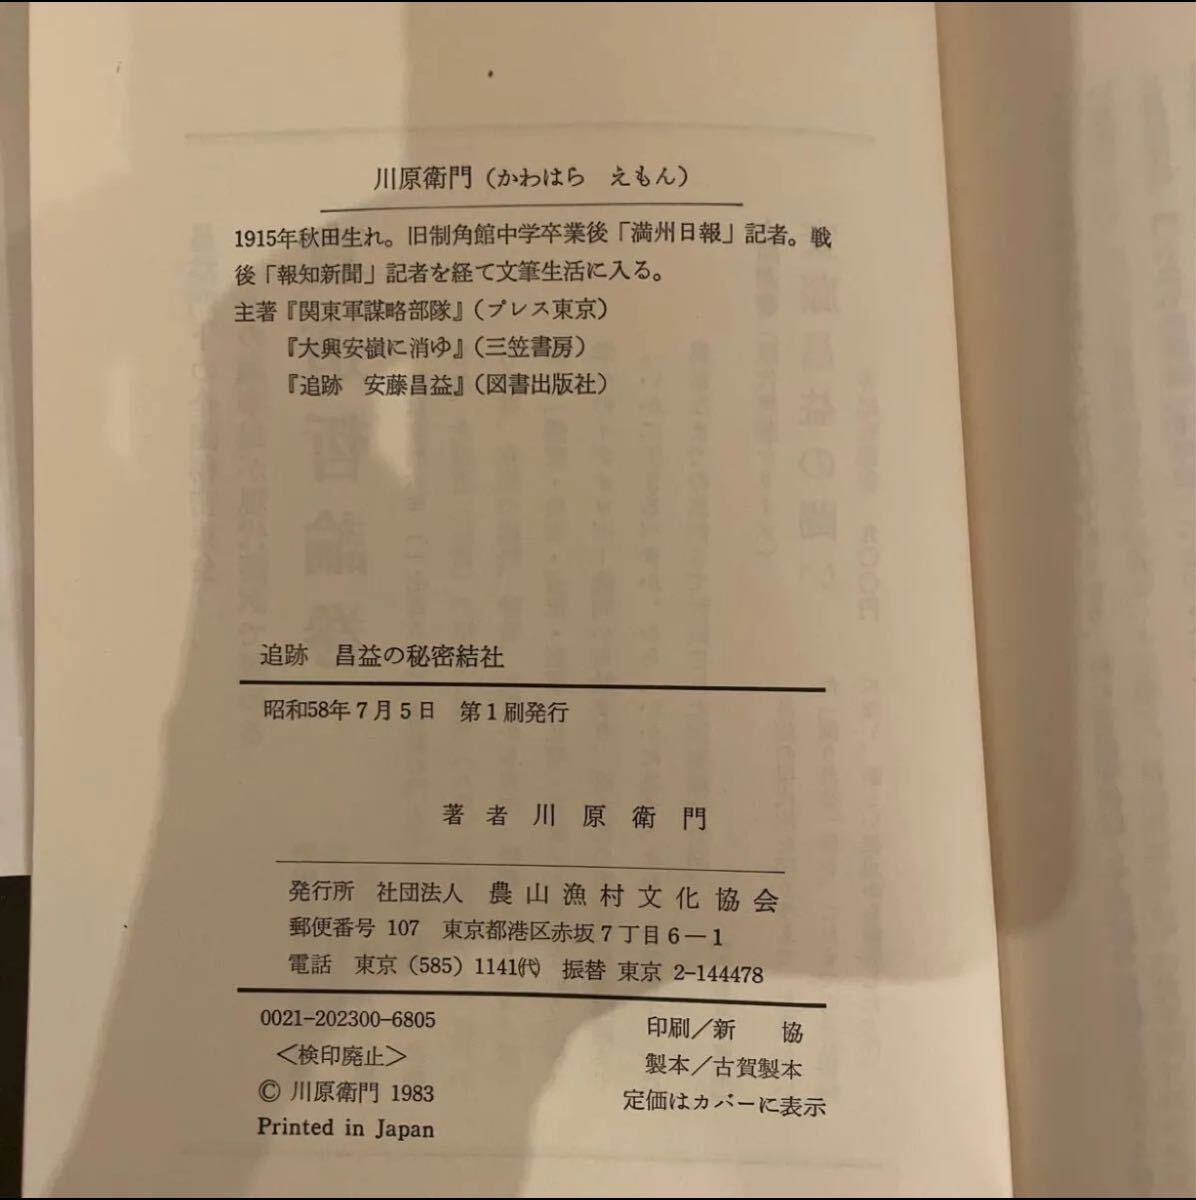 川原衛門（かわはら　えもん）
1915年秋田生れ。旧制角館中学卒業後「満州日報」記者。戦
後「報知新聞」記者を経て文筆生活に入る。
主著『関東軍謀略部隊』（プレス東京）
『大興安嶺に消ゆ』（三笠書房）
『追跡　安藤昌益』（図書出版社）
追跡　昌益の秘密結社
昭和58年7月5日　第1刷発行
著者 川原衛門
発行所　社団法人　農山漁村文化協会
郵便番号 107　東京都港区赤坂7丁目6－1
電話　東京（585）1141㈹　振替 東京 2-144478
0021-202300-6805
＜検印廃止＞
© 川原衛門 1983
Printed in Japan
印刷／新　協
製本／古賀製本
定価はカバーに表示